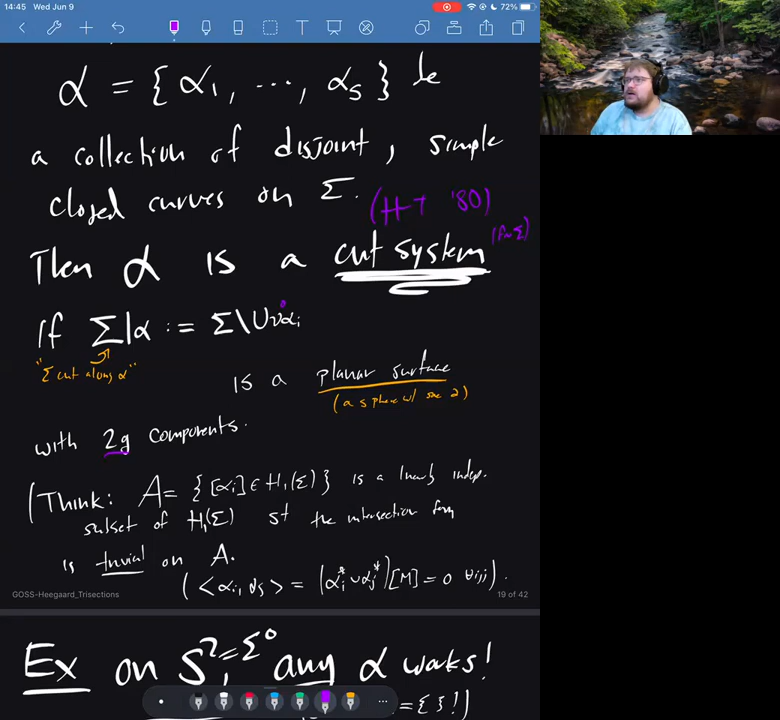 14:45 Wed Jun 9
72%
α = {α₁, ..., αₛ} be
a collection of disjoint, simple
closed curves on Σ.
(HT '80)
Then α is a cut system
(for Σ)
if Σ|α := Σ\∪ν°αᵢ
"Σ cut along α"
is a planar surface
(a sphere w/ some ∂)
with 2g components.
(Think: A = {[αᵢ] ∈ H₁(Σ)} is a linearly indep.
subset of H₁(Σ) st the intersection form
is trivial on A.
(<αᵢ, αⱼ> = (αᵢ* ∪ αⱼ*)[M] = 0 ∀i,j).
GOSS-Heegaard_Trisections
19 of 42
Ex on S² = Σ⁰, any α works!
= { }!)